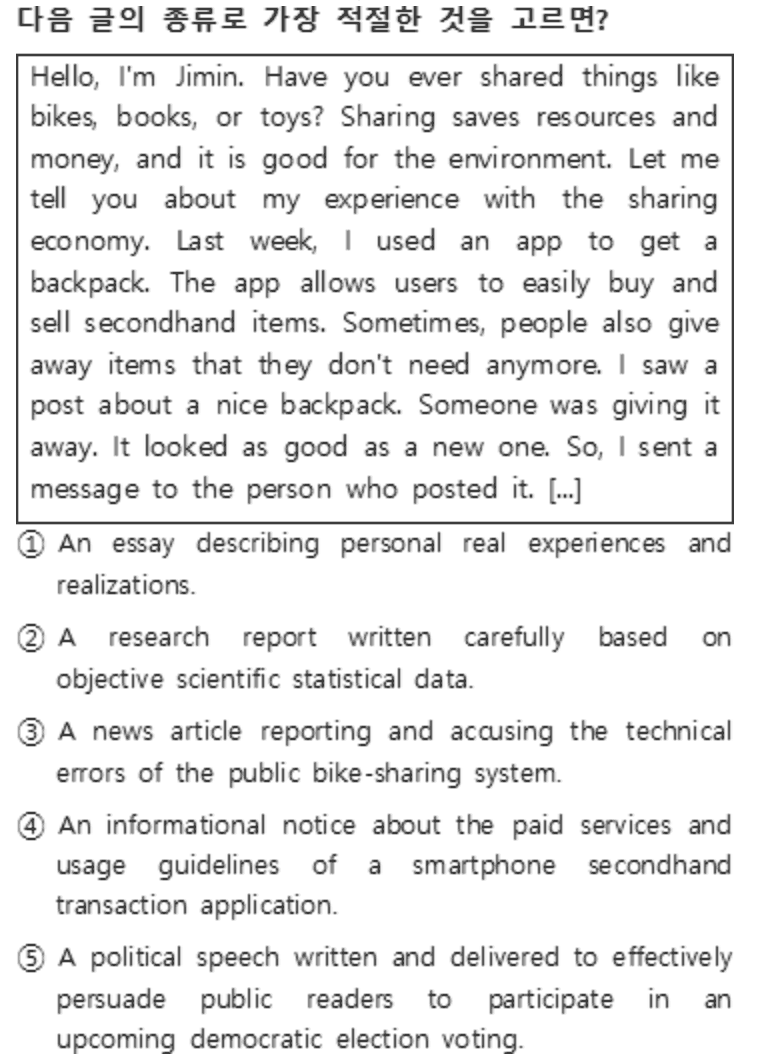 다음 글의 종류로 가장 적절한 것을 고르면?
Hello, I'm Jimin. Have you ever shared things like
bikes, books, or toys? Sharing saves resources and
money, and it is good for the environment. Let me
tell you about my experience with the sharing
economy. Last week, I used an app to get a
backpack. The app allows users to easily buy and
sell secondhand items. Sometimes, people also give
away items that they don't need anymore. I saw a
post about a nice backpack. Someone was giving it
away. It looked as good as a new one. So, I sent a
message to the person who posted it. [...]
① An essay describing personal real experiences and
realizations.
② A research report written carefully based on
objective scientific statistical data.
③ A news article reporting and accusing the technical
errors of the public bike-sharing system.
④ An informational notice about the paid services and
usage guidelines of a smartphone secondhand
transaction application.
⑤ A political speech written and delivered to effectively
persuade public readers to participate in an
upcoming democratic election voting.